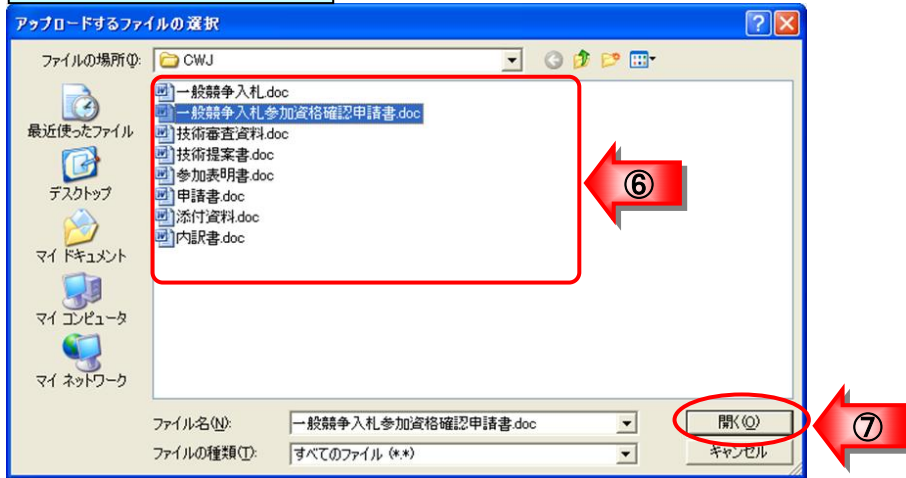 アップロードするファイルの選択
ファイルの場所(I):
CWJ
最近使ったファイル
デスクトップ
マイ ドキュメント
マイ コンピュータ
マイ ネットワーク
一般競争入札.doc
一般競争入札参加資格確認申請書.doc
技術審査資料.doc
技術提案書.doc
参加表明書.doc
申請書.doc
添付資料.doc
内訳書.doc
⑥
ファイル名(N):
一般競争入札参加資格確認申請書.doc
開く(O)
⑦
ファイルの種類(T):
すべてのファイル (*.*)
キャンセル